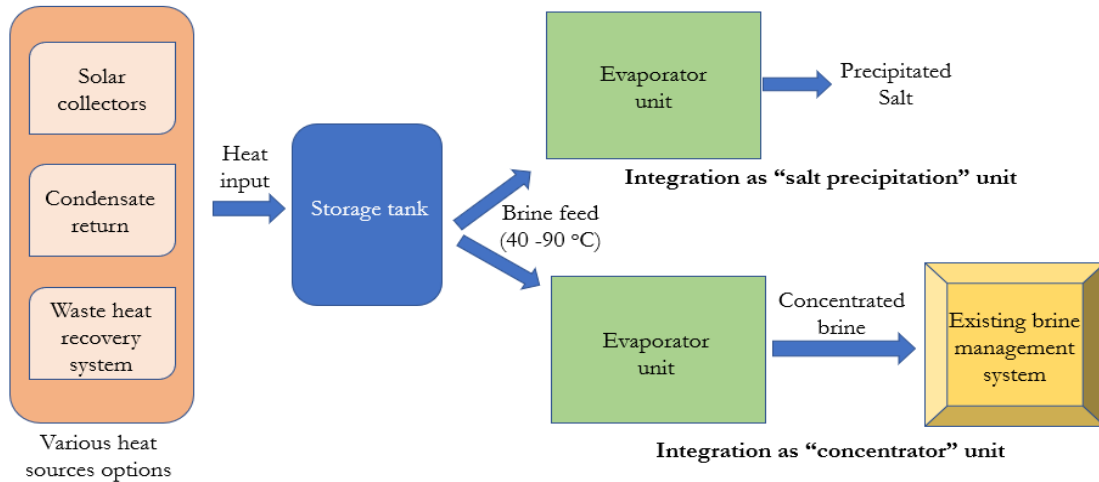 Solar
collectors
Condensate
return
Waste heat
recovery
system
Various heat
sources options
Heat
input
Storage tank
Brine feed
(40 -90 °C)
Evaporator
unit
Precipitated
Salt
Integration as “salt precipitation” unit
Evaporator
unit
Concentrated
brine
Existing brine
management
system
Integration as “concentrator” unit